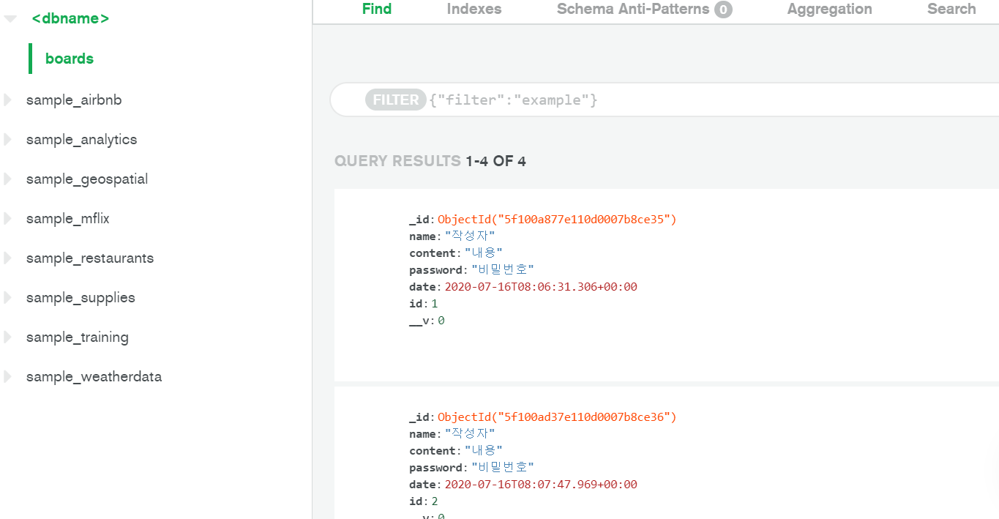 <dbname>
boards
sample_airbnb
sample_analytics
sample_geospatial
sample_mflix
sample_restaurants
sample_supplies
sample_training
sample_weatherdata
Find Indexes Schema Anti-Patterns 0 Aggregation Search
FILTER {"filter":"example"}
QUERY RESULTS 1-4 OF 4
_id: ObjectId("5f100a877e110d0007b8ce35")
name: "작성자"
content: "내용"
password: "비밀번호"
date: 2020-07-16T08:06:31.306+00:00
id: 1
__v: 0
_id: ObjectId("5f100ad37e110d0007b8ce36")
name: "작성자"
content: "내용"
password: "비밀번호"
date: 2020-07-16T08:07:47.969+00:00
id: 2
__v: 0